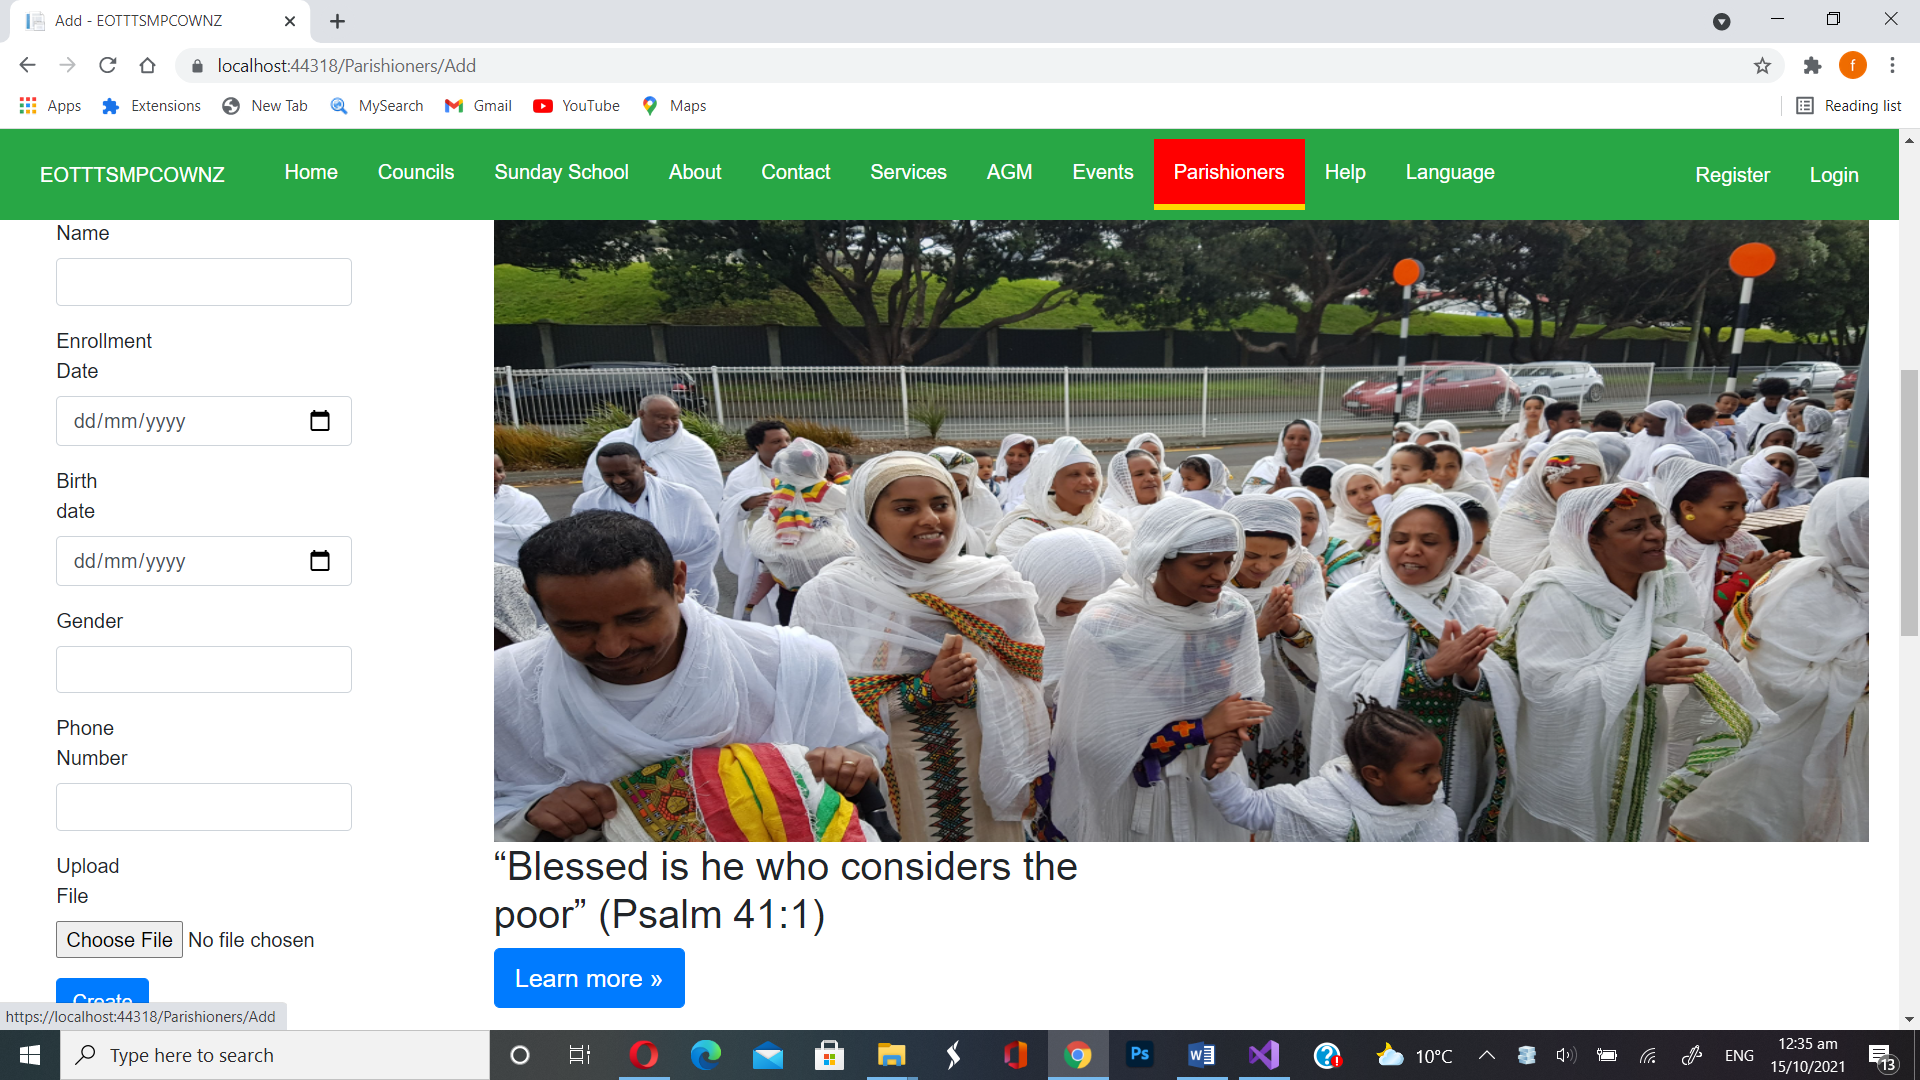 Add - EOTTTSMPCOWNZ
localhost:44318/Parishioners/Add
f
Apps Extensions New Tab MySearch Gmail YouTube Maps Reading list
EOTTTSMPCOWNZ Home Councils Sunday School About Contact Services AGM Events Parishioners Help Language Register Login
Name
Enrollment
Date
dd/mm/yyyy
Birth
date
dd/mm/yyyy
Gender
Phone
Number
Upload
File
Choose File No file chosen
Create
“Blessed is he who considers the
poor” (Psalm 41:1)
Learn more »
https://localhost:44318/Parishioners/Add
Type here to search
Ps
10°C
ENG
12:35 am
15/10/2021
13